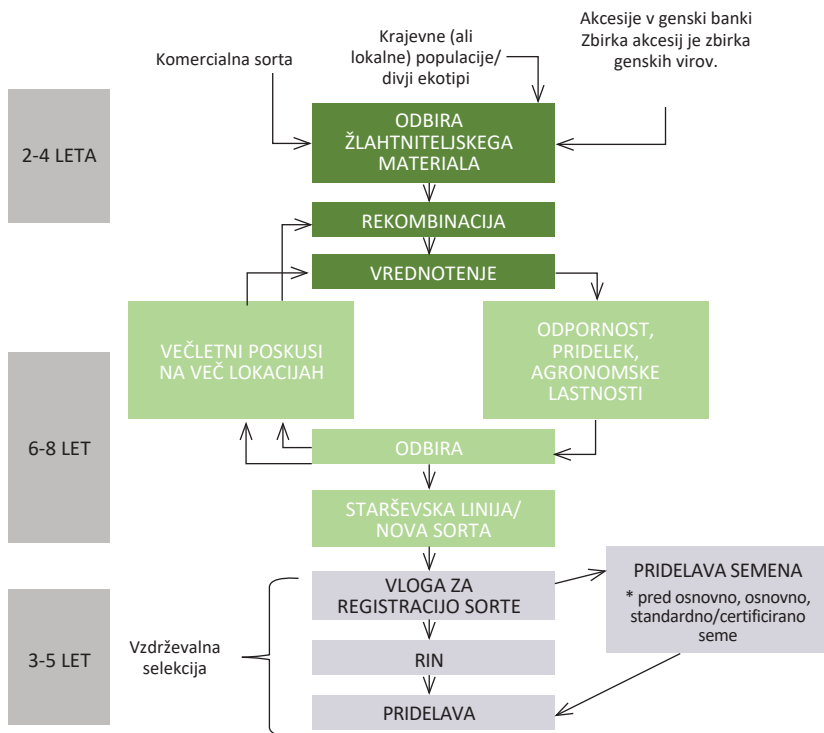 Komercialna sorta
Krajevne (ali
lokalne) populacije/
divji ekotipi
Akcesije v genski banki
Zbirka akcesij je zbirka
genskih virov.
2-4 LETA
ODBIRA
ŽLAHTNITELJSKEGA
MATERIALA
REKOMBINACIJA
VREDNOTENJE
VEČLETNI POSKUSI
NA VEČ LOKACIJAH
ODPORNOST,
PRIDELEK,
AGRONOMSKE
LASTNOSTI
6-8 LET
ODBIRA
STARŠEVSKA LINIJA/
NOVA SORTA
3-5 LET
Vzdrževalna
selekcija
VLOGA ZA
REGISTRACIJO SORTE
RIN
PRIDELAVA
PRIDELAVA SEMENA
* pred osnovno, osnovno,
standardno/certificirano
seme